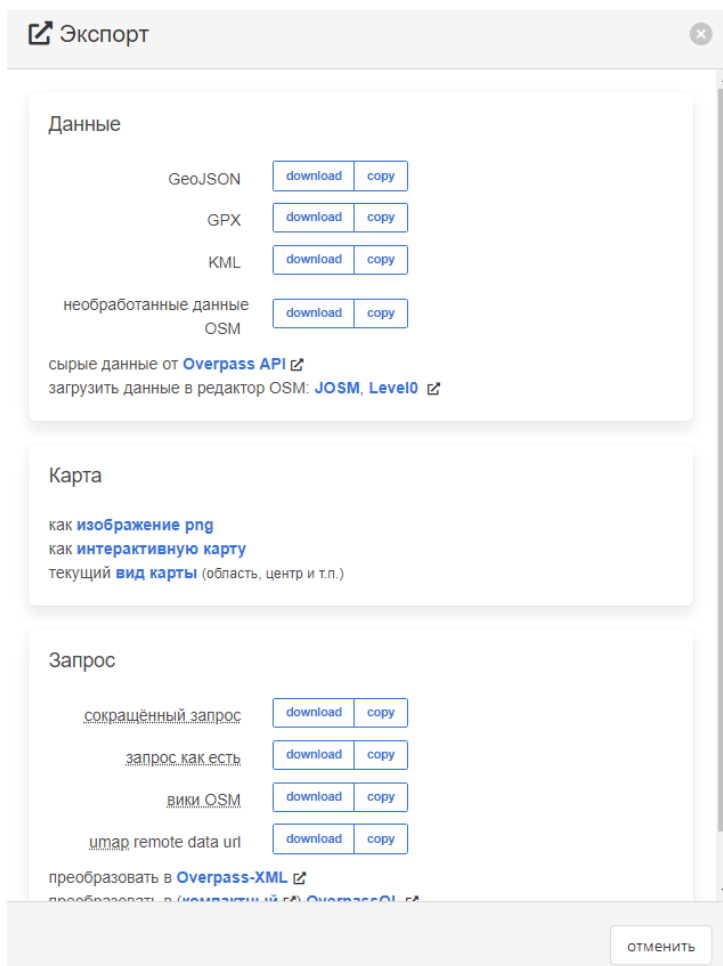 Экспорт
Данные
GeoJSON download copy
GPX download copy
KML download copy
необработанные данные
OSM download copy
сырые данные от Overpass API
загрузить данные в редактор OSM: JOSM, Level0
Карта
как изображение png
как интерактивную карту
текущий вид карты (область, центр и т.п.)
Запрос
сокращённый запрос download copy
запрос как есть download copy
вики OSM download copy
umap remote data url download copy
преобразовать в Overpass-XML
преобразовать в (компактный) OverpassQL
отменить